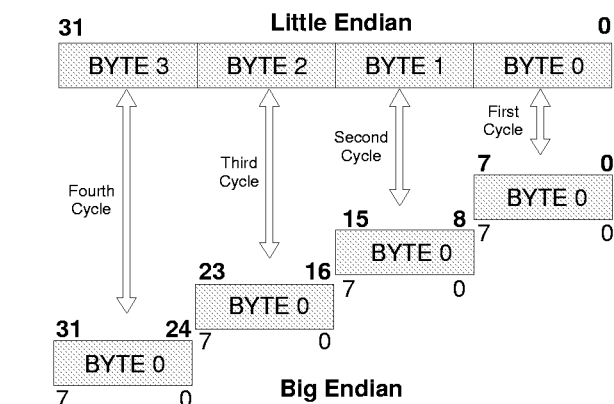 31 Little Endian 0
BYTE 3 BYTE 2 BYTE 1 BYTE 0
First
Cycle
Second
Cycle
Third
Cycle
Fourth
Cycle
7 0
BYTE 0
7 0
15 8
BYTE 0
7 0
23 16
BYTE 0
7 0
31 24
BYTE 0
7 0
Big Endian